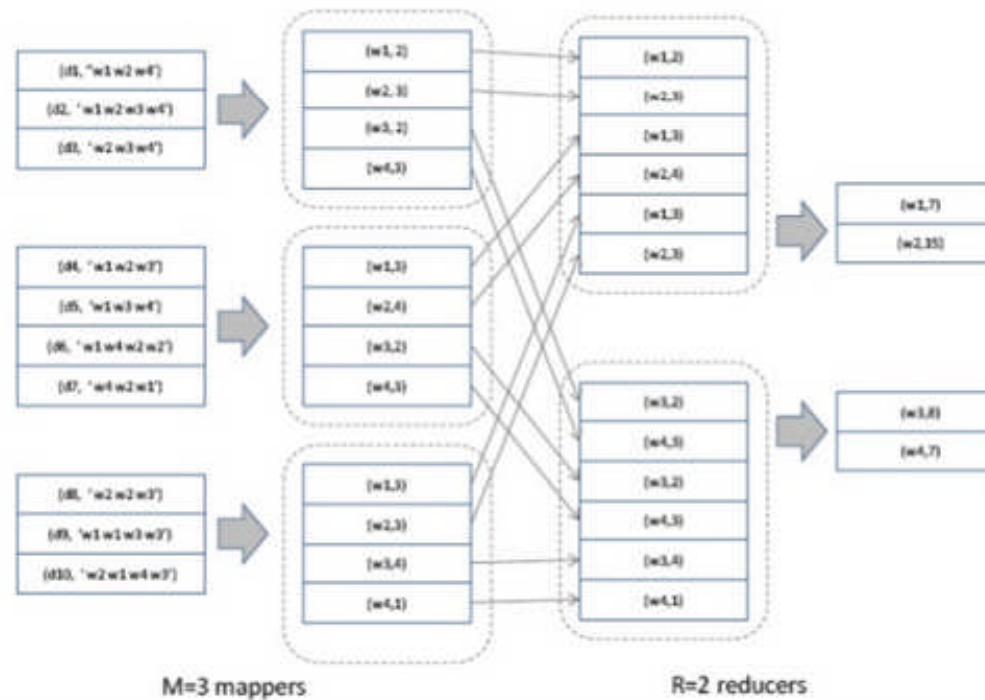 (d1, ''w1 w2 w4')
(d2, 'w1 w2 w3 w4')
(d3, 'w2 w3 w4')
(d4, 'w1 w2 w3')
(d5, 'w1 w3 w4')
(d6, 'w1 w4 w2 w2')
(d7, 'w4 w2 w1')
(d8, 'w2 w2 w3')
(d9, 'w1 w1 w3 w3')
(d10, 'w2 w1 w4 w3')
(w1, 2)
(w2, 3)
(w3, 2)
(w4,3)
(w1,3)
(w2,4)
(w3,2)
(w4,3)
(w1,3)
(w2,3)
(w3,4)
(w4,1)
M=3 mappers
(w1,2)
(w2,3)
(w1,3)
(w2,4)
(w1,3)
(w2,3)
(w3,2)
(w4,3)
(w3,2)
(w4,3)
(w3,4)
(w4,1)
R=2 reducers
(w1,7)
(w2,15)
(w3,8)
(w4,7)